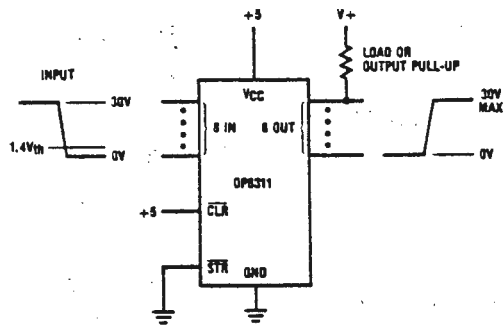 +5
V+
LOAD OR
OUTPUT PULL-UP
INPUT
30V
1.4Vth
0V
VCC
8 IN
8 OUT
30V
MAX
0V
DP8311
+5
CLR
STR
GND